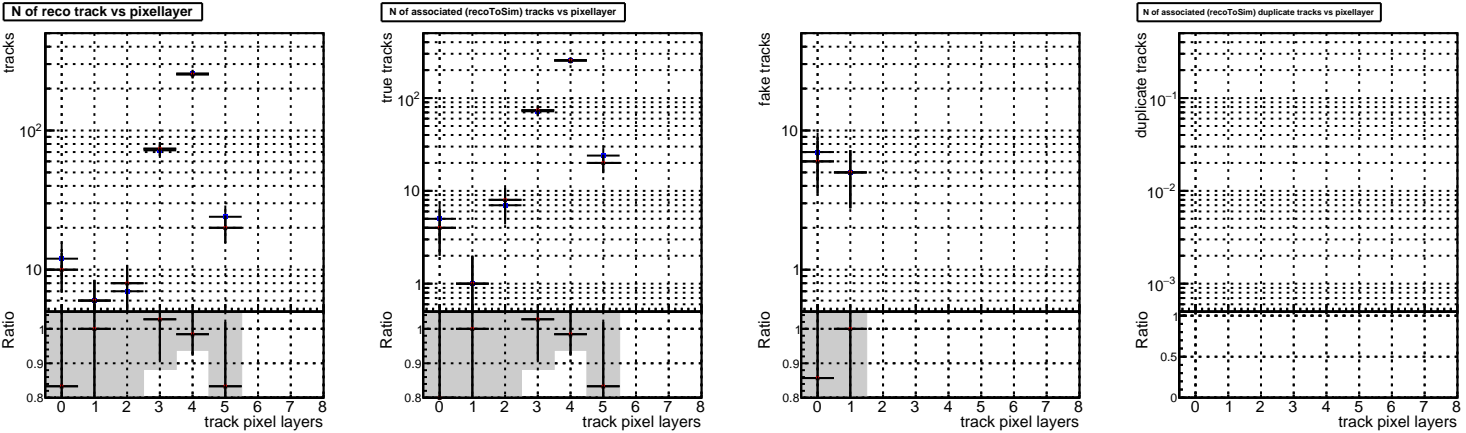 N of reco track vs pixellayer
tracks
10²
10
Ratio
1
0.9
0.8
0 1 2 3 4 5 6 7 8
track pixel layers
N of associated (recoToSim) tracks vs pixellayer
true tracks
10²
10
1
Ratio
1
0.9
0.8
0 1 2 3 4 5 6 7 8
track pixel layers
fake tracks
10
1
Ratio
1
0.9
0.8
0 1 2 3 4 5 6 7 8
track pixel layers
N of associated (recoToSim) duplicate tracks vs pixellayer
duplicate tracks
10⁻¹
10⁻²
10⁻³
Ratio
1
0.5
0
0 1 2 3 4 5 6 7 8
track pixel layers